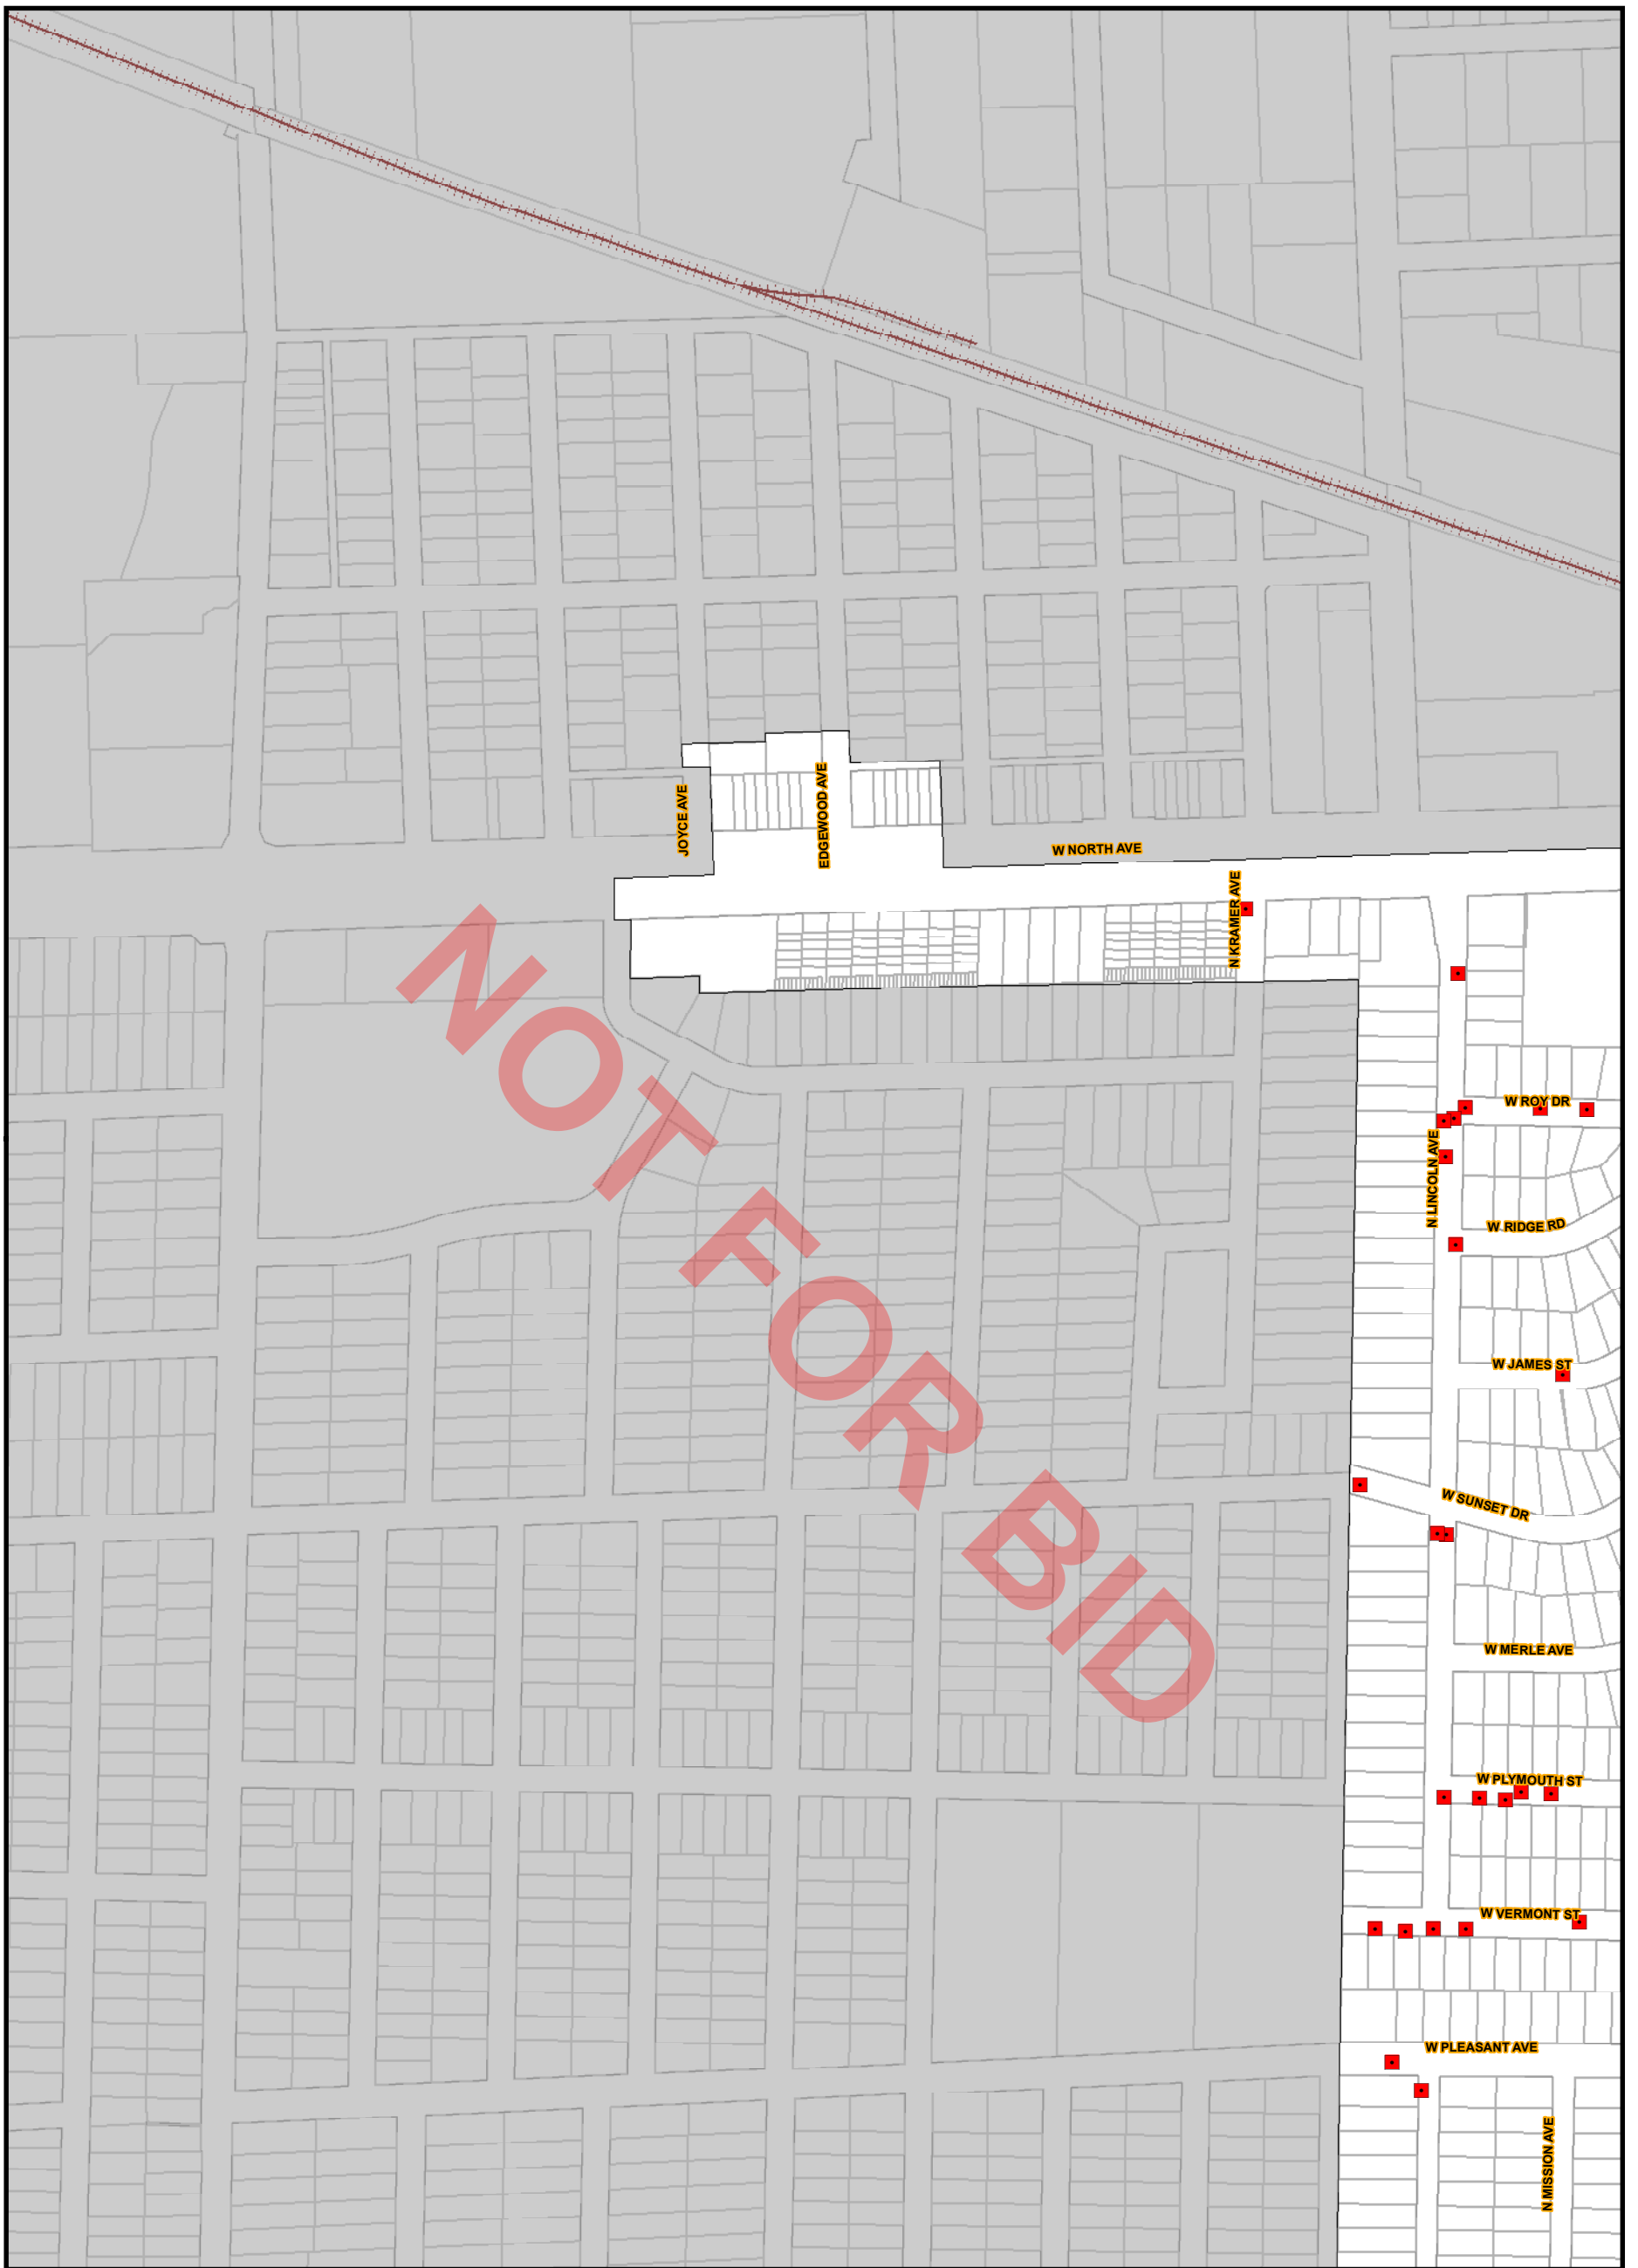 JOYCE AVE
EDGEWOOD AVE
W NORTH AVE
N KRAMER AVE
W ROY DR
N LINCOLN AVE
W RIDGE RD
W JAMES ST
W SUNSET DR
W MERLE AVE
W PLYMOUTH ST
W VERMONT ST
W PLEASANT AVE
N MISSION AVE
NOT FOR BID